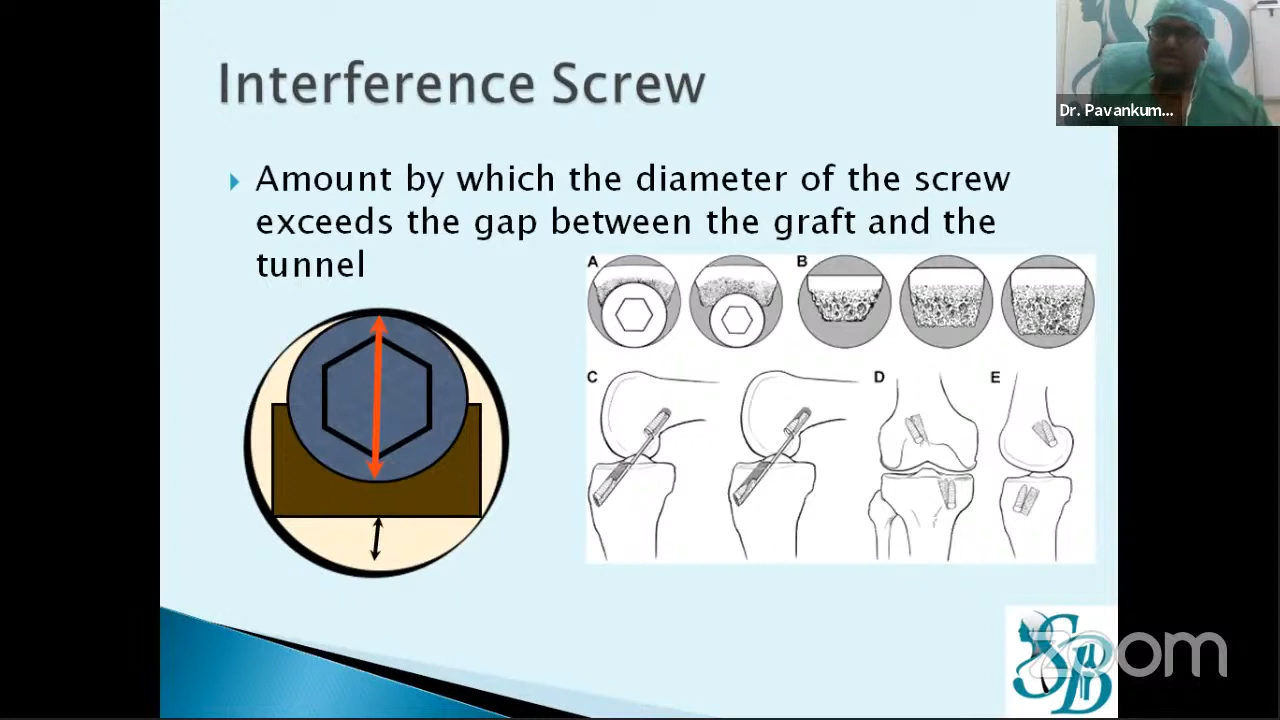 Interference Screw
Dr. Pavankum...
Amount by which the diameter of the screw
exceeds the gap between the graft and the
tunnel
A
B
C
D
E
zoom